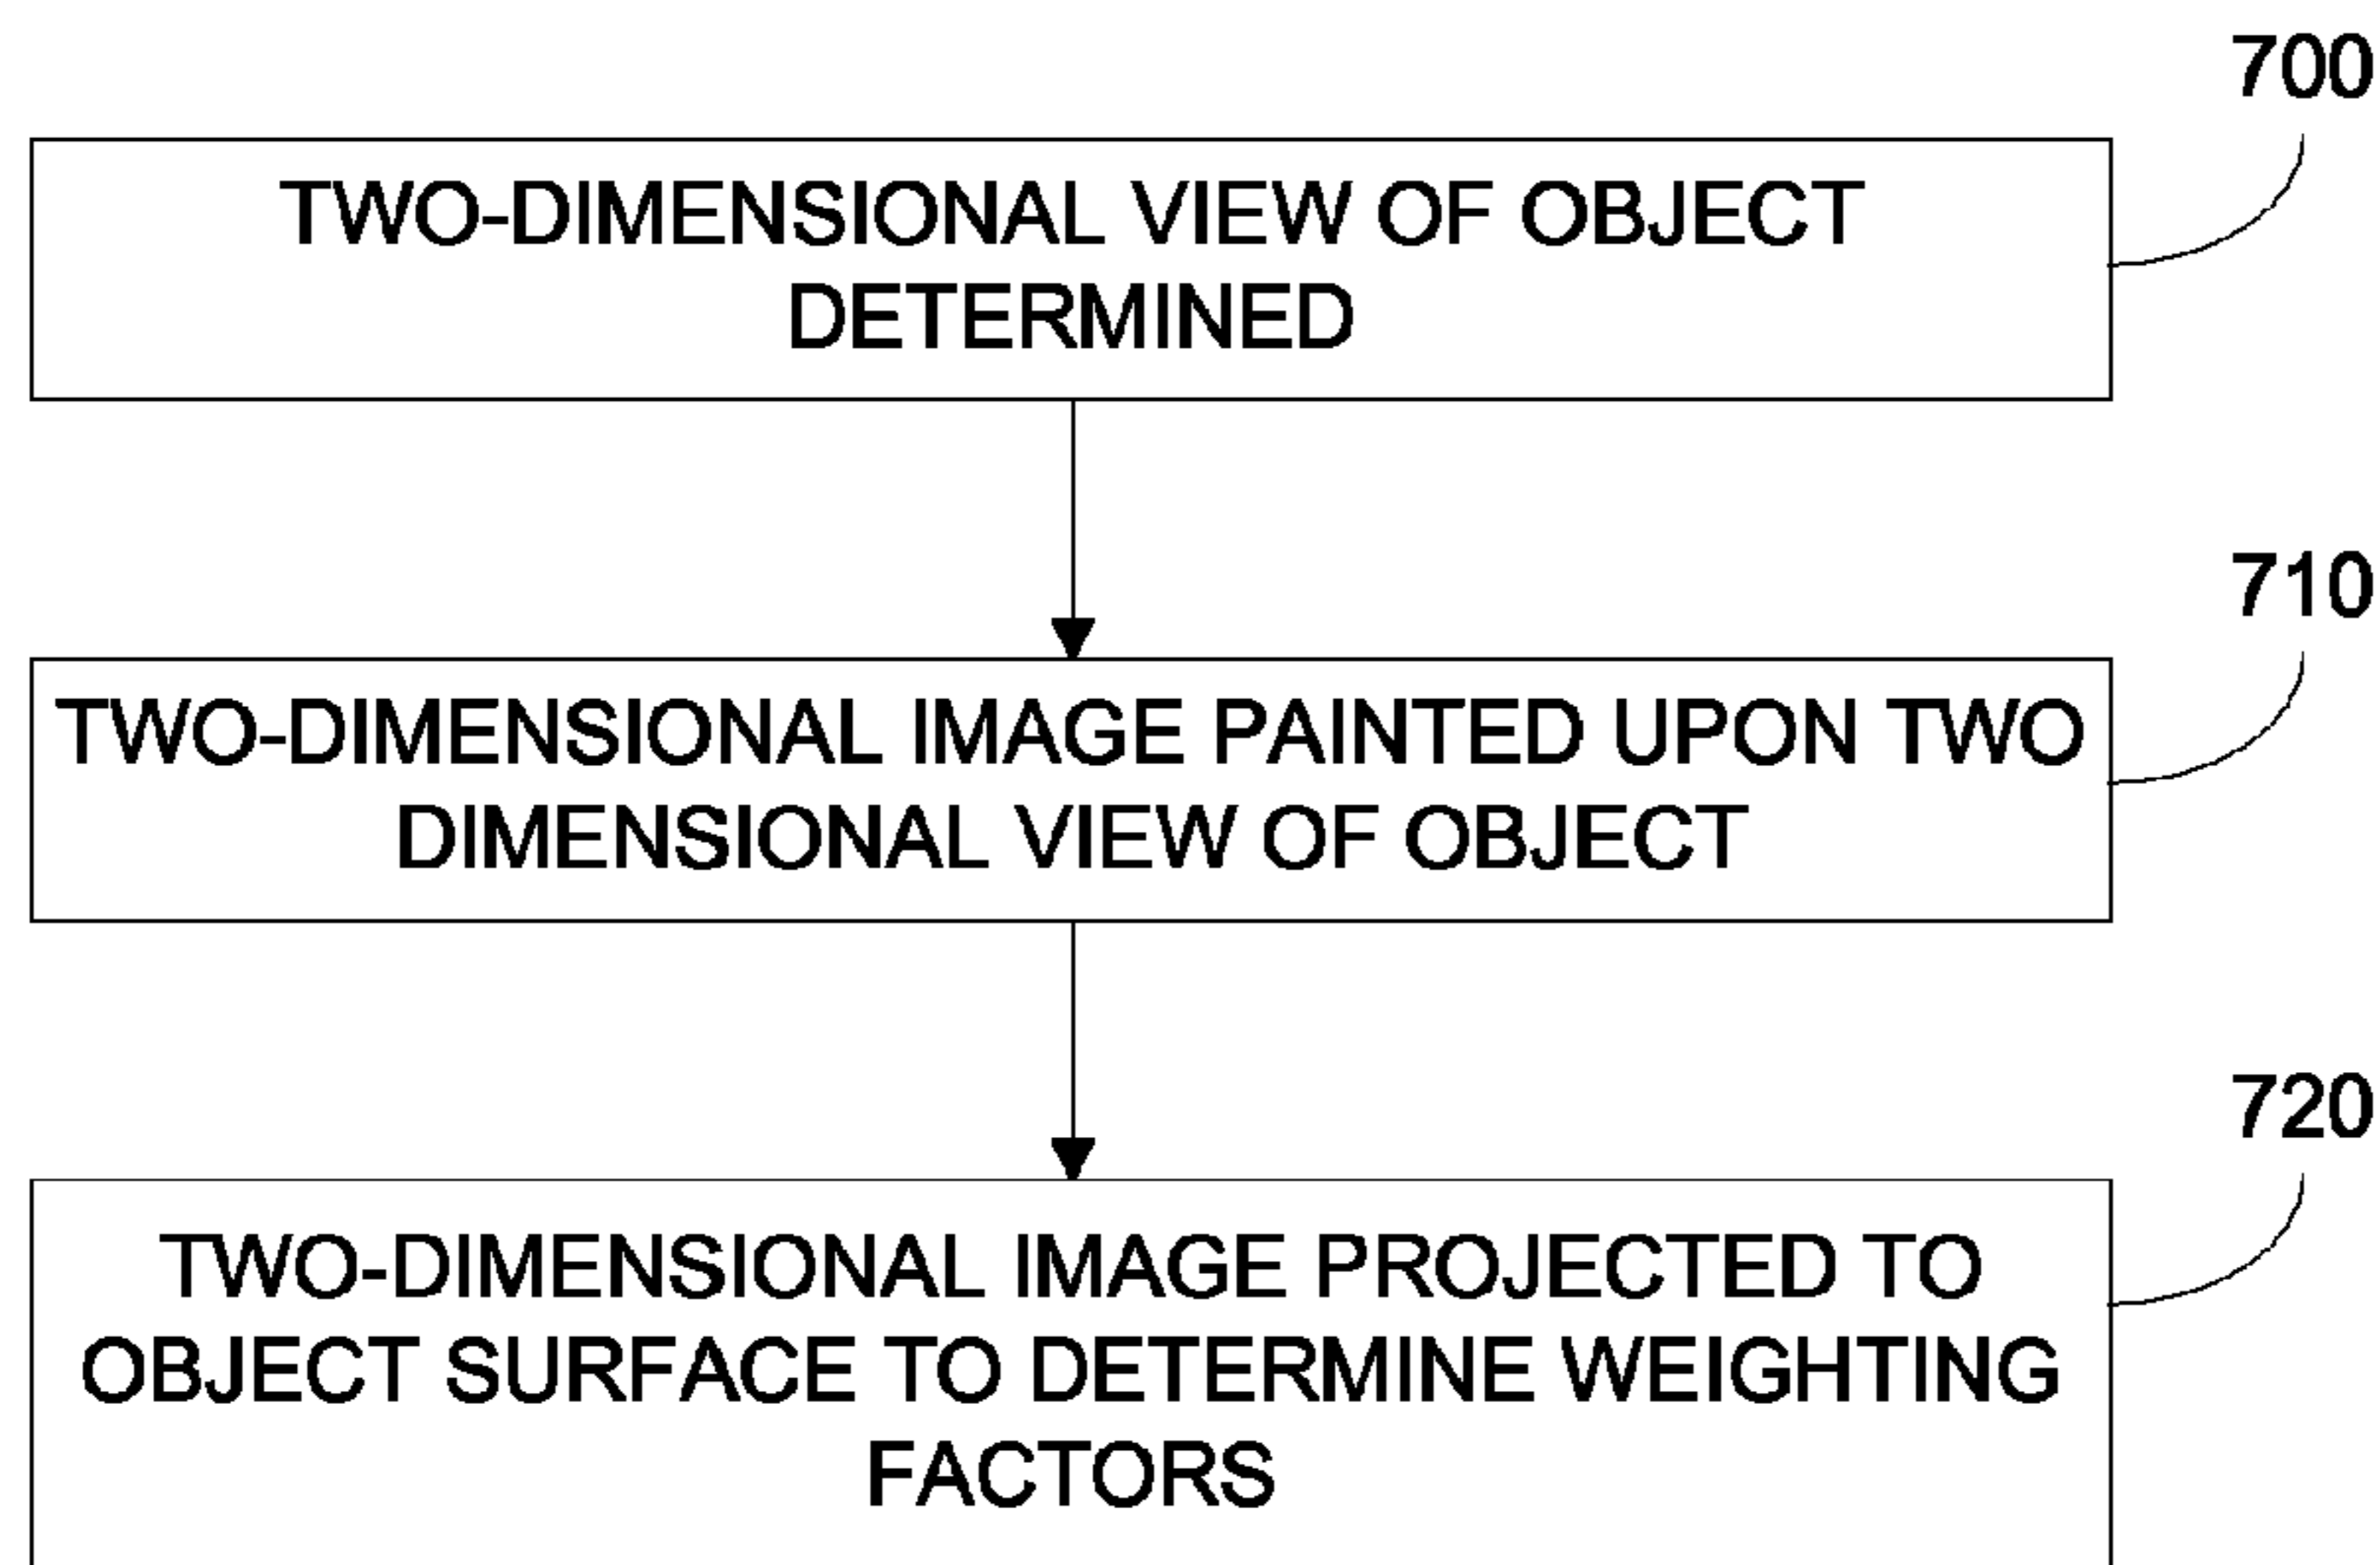 700
TWO-DIMENSIONAL VIEW OF OBJECT
DETERMINED
710
TWO-DIMENSIONAL IMAGE PAINTED UPON TWO
DIMENSIONAL VIEW OF OBJECT
720
TWO-DIMENSIONAL IMAGE PROJECTED TO
OBJECT SURFACE TO DETERMINE WEIGHTING
FACTORS